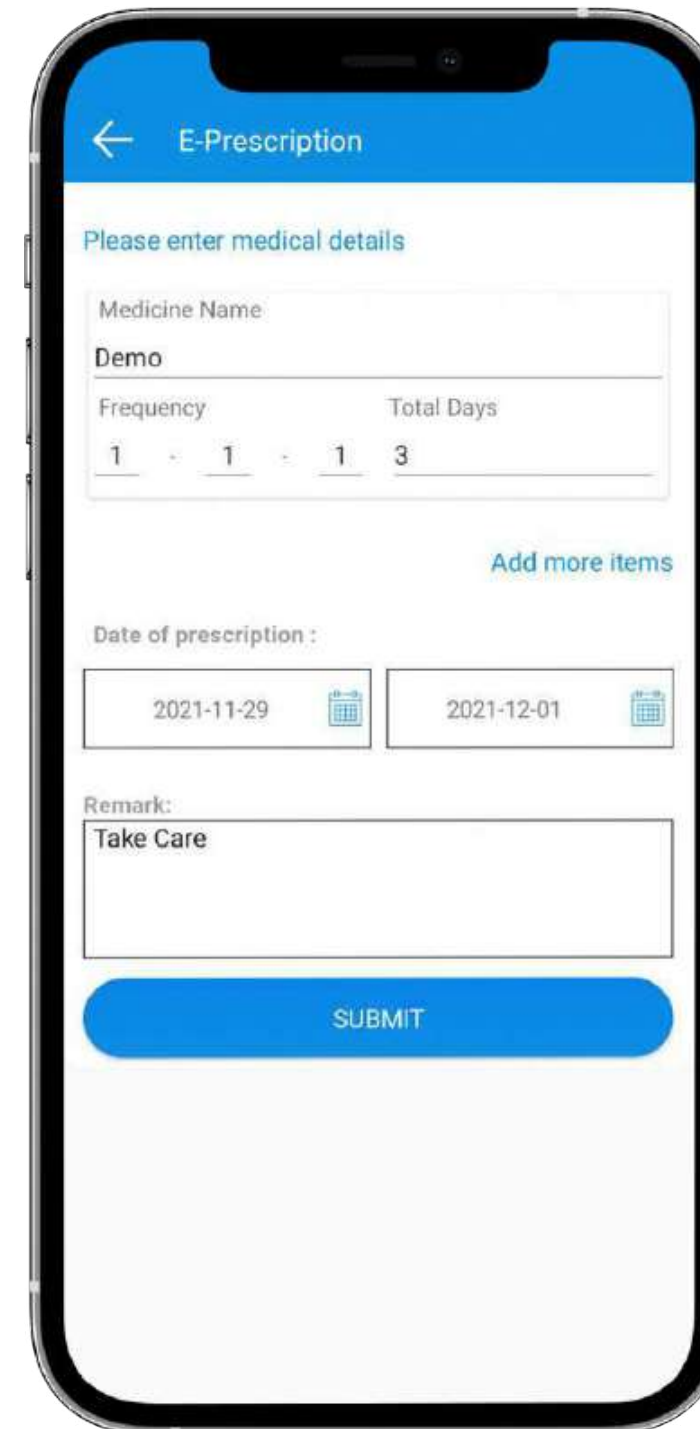 E-Prescription
Please enter medical details
Medicine Name
Demo
Frequency Total Days
1 - 1 - 1 3
Add more items
Date of prescription :
2021-11-29 2021-12-01
Remark:
Take Care
SUBMIT